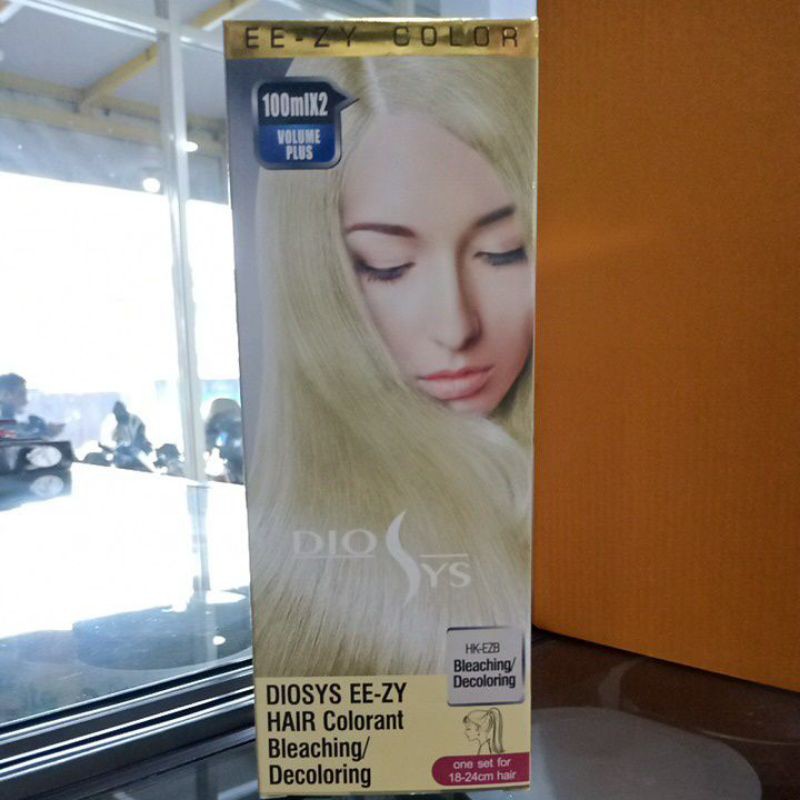 EE-ZY COLOR
100mlX2
VOLUME
PLUS
DIOSYS
HK-EZB
Bleaching/
Decoloring
DIOSYS EE-ZY
HAIR Colorant
Bleaching/
Decoloring
one set for
18-24cm hair